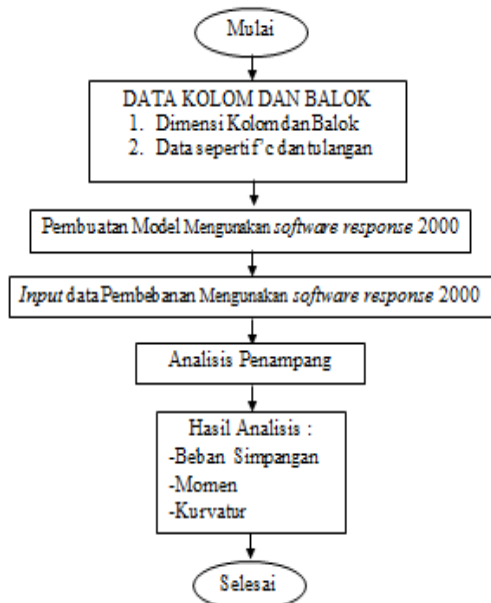 Mulai
DATA KOLOM DAN BALOK
1. Dimensi Kolom dan Balok
2. Data seperti f'c dan tulangan
Pembuatan Model Mengunakan software response 2000
Input data Pembebanan Mengunakan software response 2000
Analisis Penampang
Hasil Analisis :
-Beban Simpangan
-Momen
-Kurvatur
Selesai